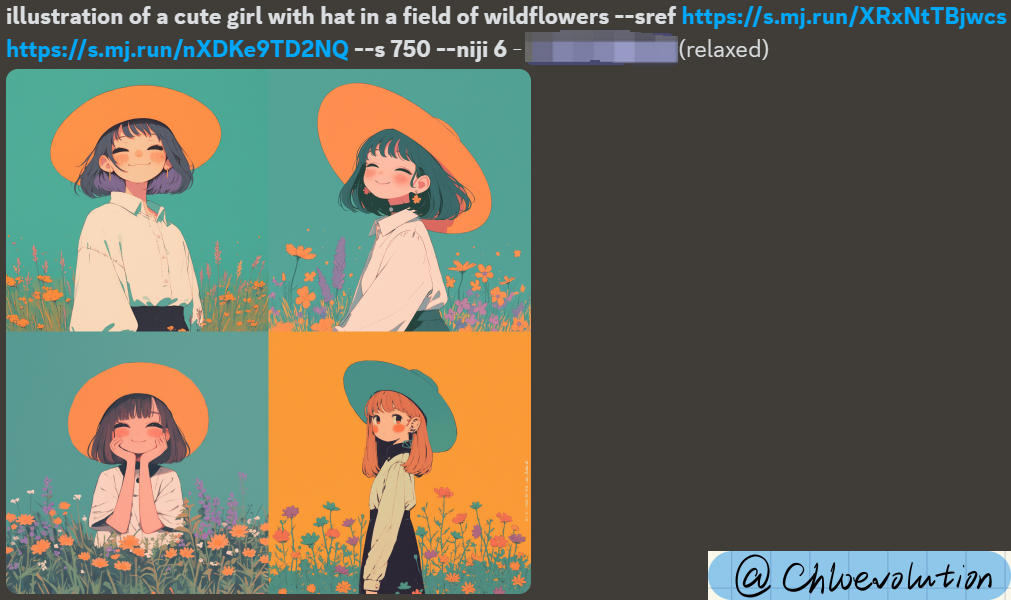 illustration of a cute girl with hat in a field of wildflowers --sref https://s.mj.run/XRxNtTBjwcs
https://s.mj.run/nXDKe9TD2NQ --s 750 --niji 6 - (relaxed)
@ Chloevolution